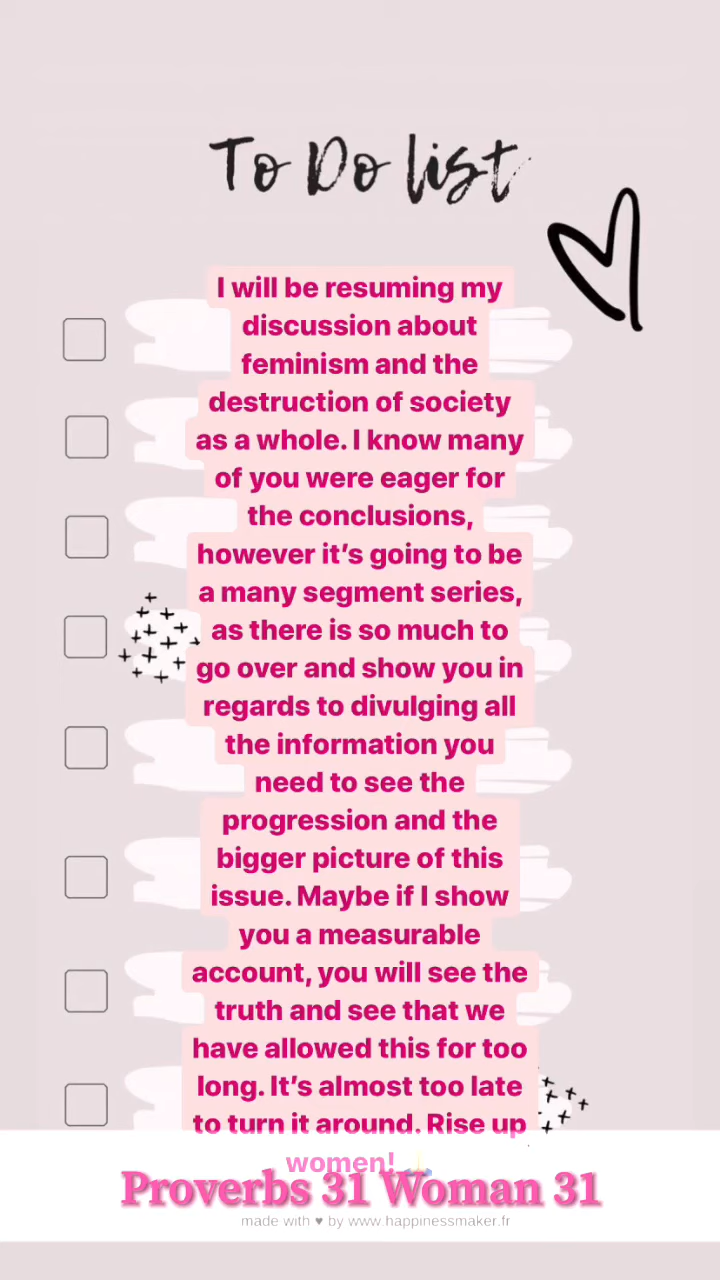 To Do list
I will be resuming my
discussion about
feminism and the
destruction of society
as a whole. I know many
of you were eager for
the conclusions,
however it’s going to be
a many segment series,
as there is so much to
go over and show you in
regards to divulging all
the information you
need to see the
progression and the
bigger picture of this
issue. Maybe if I show
you a measurable
account, you will see the
truth and see that we
have allowed this for too
long. It’s almost too late
to turn it around. Rise up
women! 🙏
Proverbs 31 Woman 31
made with ♥ by www.happinessmaker.fr